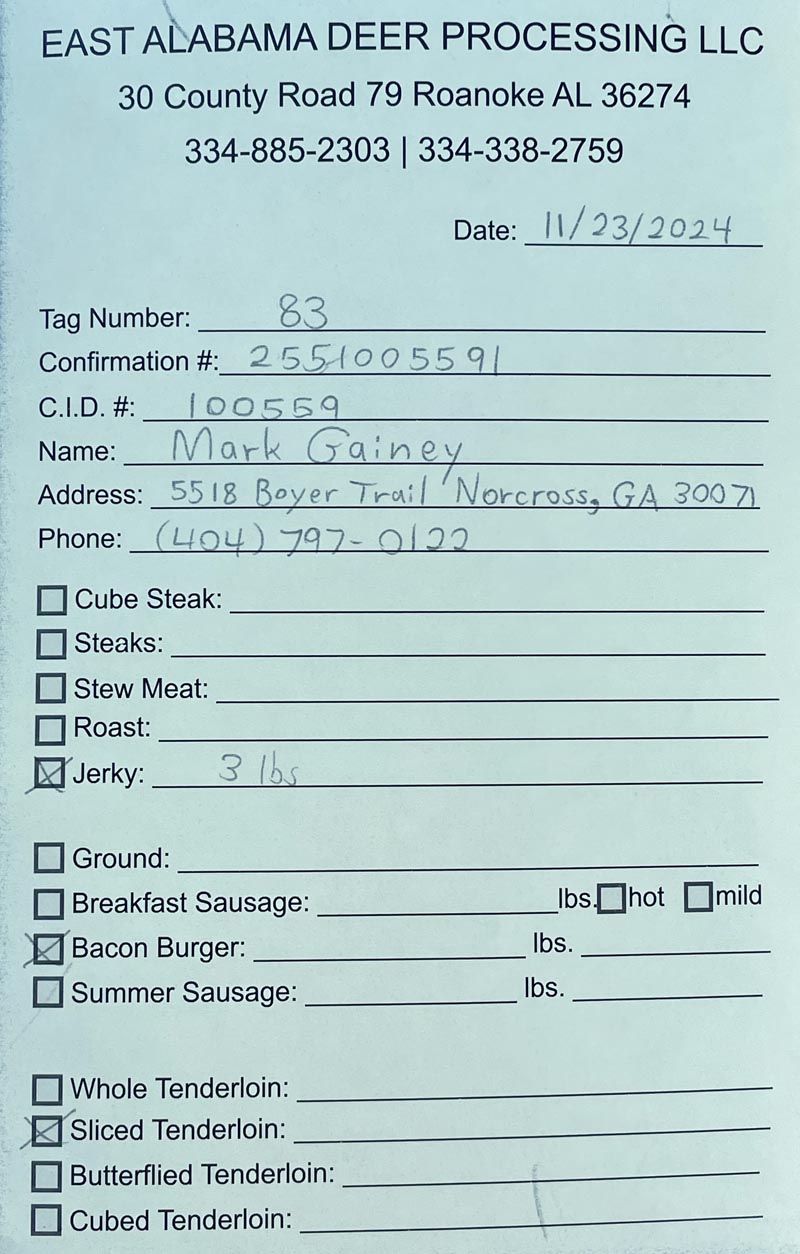 EAST ALABAMA DEER PROCESSING LLC
30 County Road 79 Roanoke AL 36274
334-885-2303 | 334-338-2759
Date: 11/23/2024
Tag Number: 83
Confirmation #: 2551005591
C.I.D. #: 100559
Name: Mark Gainey
Address: 5518 Boyer Trail Norcross, GA 30071
Phone: (404) 797-0122
Cube Steak:
Steaks:
Stew Meat:
Roast:
Jerky: 3 lbs
Ground:
Breakfast Sausage: lbs. hot mild
Bacon Burger: lbs.
Summer Sausage: lbs.
Whole Tenderloin:
Sliced Tenderloin:
Butterflied Tenderloin:
Cubed Tenderloin: